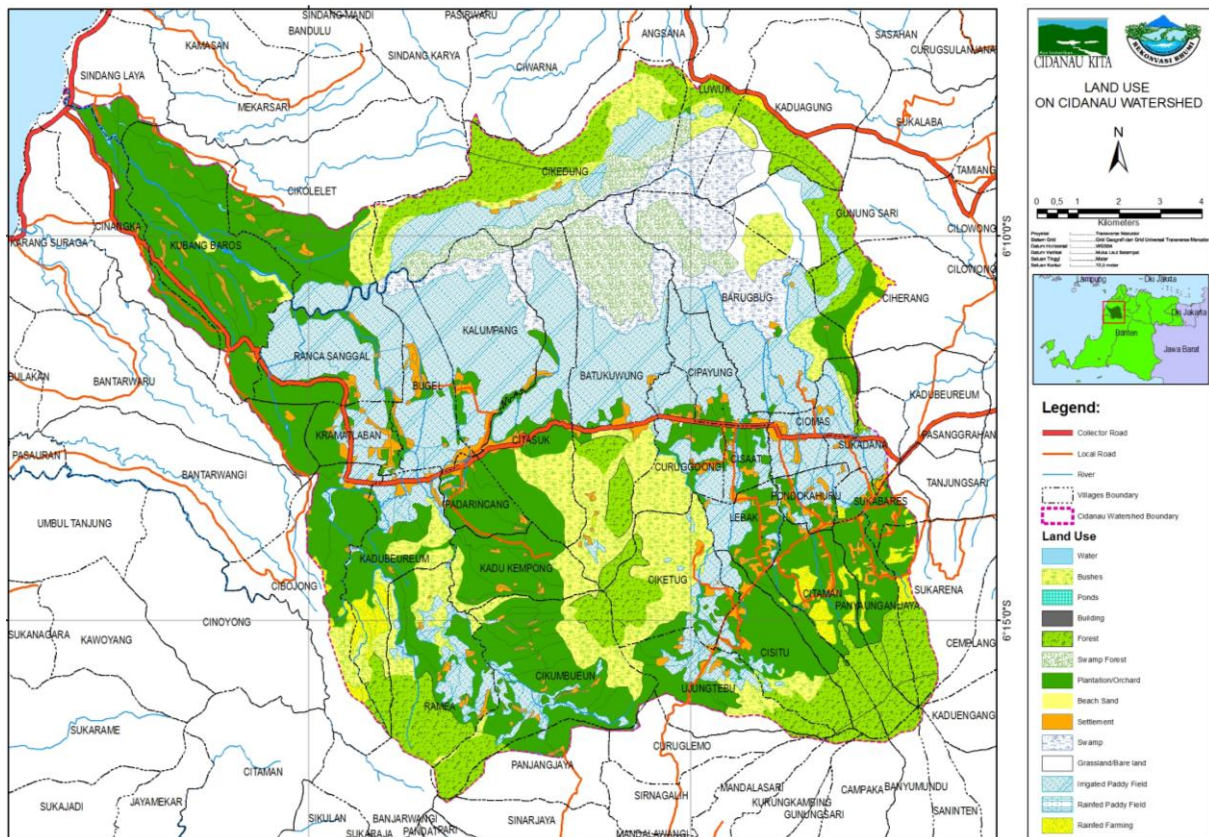 SINDANG MANDI
BANDULU
PASIRWARU
KAMASAN
SINDANG KARYA
ANGSANA
SASAHAN
CURUGSULANJANA
CIWARNA
SINDANG LAYA
LUWUK
KADUAGUNG
MEKARSARI
SUKALABA
TAMIANG
CIKEDUNG
CIKOLELET
GUNUNG SARI
CINANGKA
CILOWONG
KARANG SURAGA
KUBANG BAROS
CILOWONG
BARUGBUG
CIHERANG
KALUMPANG
RANCA SANGGAL
BATUKUWUNG
CIPAYUNG
BULAKAN
BANTARWARU
BUGEL
KADUBEUREUM
KRAMATLABAN
CITASUK
CIOMAS
SUKADANA
PASANGGRAHAN
PASAURAN
BANTARWANGI
CURUGGOONG
CISAAT
TANJUNGSARI
UMBUL TANJUNG
PADARINCANG
PONDOKAHURU
SUKABARES
LEBAK
KADUBEUREUM
KADU KEMPONG
CIKETUG
CIBOJONG
CITAMAN
SUKARENA
PANYAUNGAN JAYA
SUKANAGARA
KAWOYANG
CINOYONG
CEMPLANG
CISITU
CIKUMBUEUN
UJUNGTEBU
RAMEA
KADUENGANG
SUKARAME
CURUGLEMO
CITAMAN
PANJANGJAYA
MANDALASARI
CAMPAKA
BANYUMUNDU
SUKAJADI
JAYAMEKAR
SIRNAGALIH
KURUNGKAMBING
GUNUNGSARI
SANINTEN
SIKULAN
BANJARWANGI
SINARJAYA
SUKARAJA
PANDATPARI
MANDALAWANGI
6°10'0"S
6°15'0"S
CIDANAU KITA
REKONVASI BHUMI
LAND USE
ON CIDANAU WATERSHED
N
0 0,5 1 2 3 4
Kilometers
Lampung
Dki Jakarta
Dki Jakarta
Banten
Jawa Barat
Legend:
Collector Road
Local Road
River
Villages Boundary
Cidanau Watershed Boundary
Land Use
Water
Bushes
Ponds
Building
Forest
Swamp Forest
Plantation/Orchard
Beach Sand
Settlement
Swamp
Grassland/Bare land
Irrigated Paddy Field
Rainfed Paddy Field
Rainfed Farming